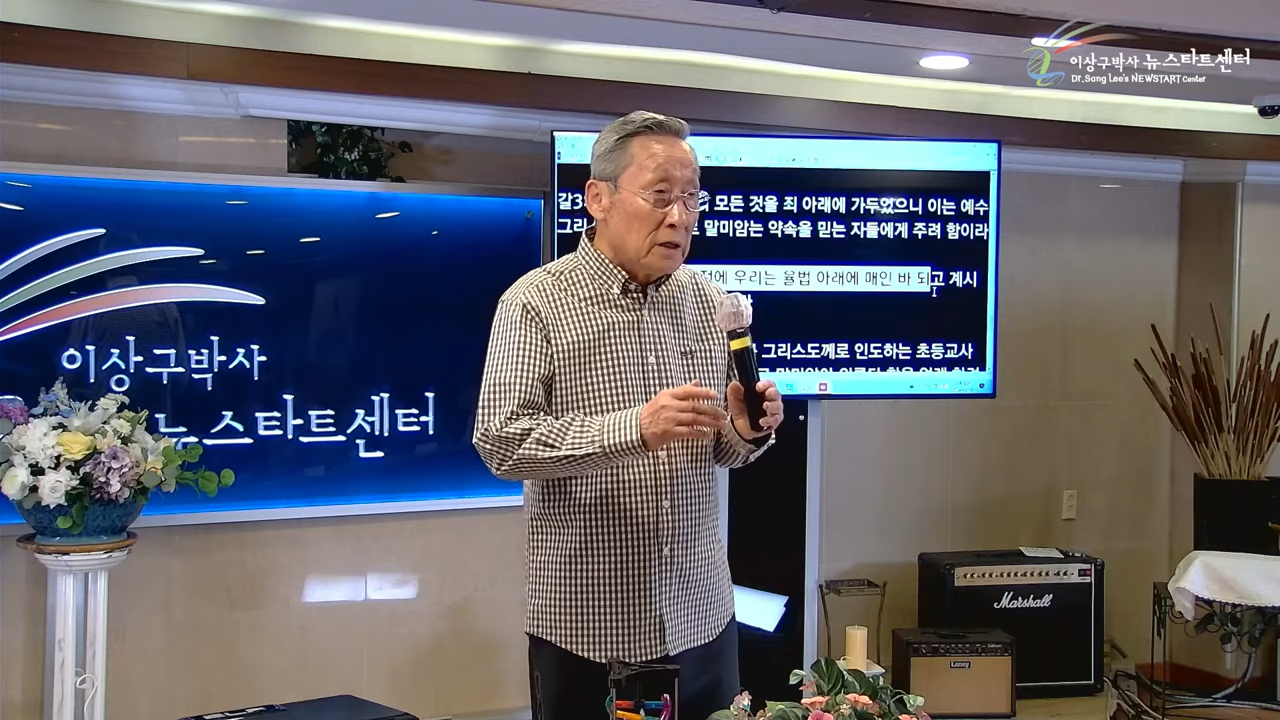 이상구박사 뉴스타트센터
Dr. Sang Lee's NEWSTART Center
갈3: 모든 것을 죄 아래에 가두었으니 이는 예수
그리 말미암는 약속을 믿는 자들에게 주려 함이라
전에 우리는 율법 아래에 매인 바 되고 계시
그리스도께로 인도하는 초등교사
이상구박사
뉴스타트센터
Marshall
Laney